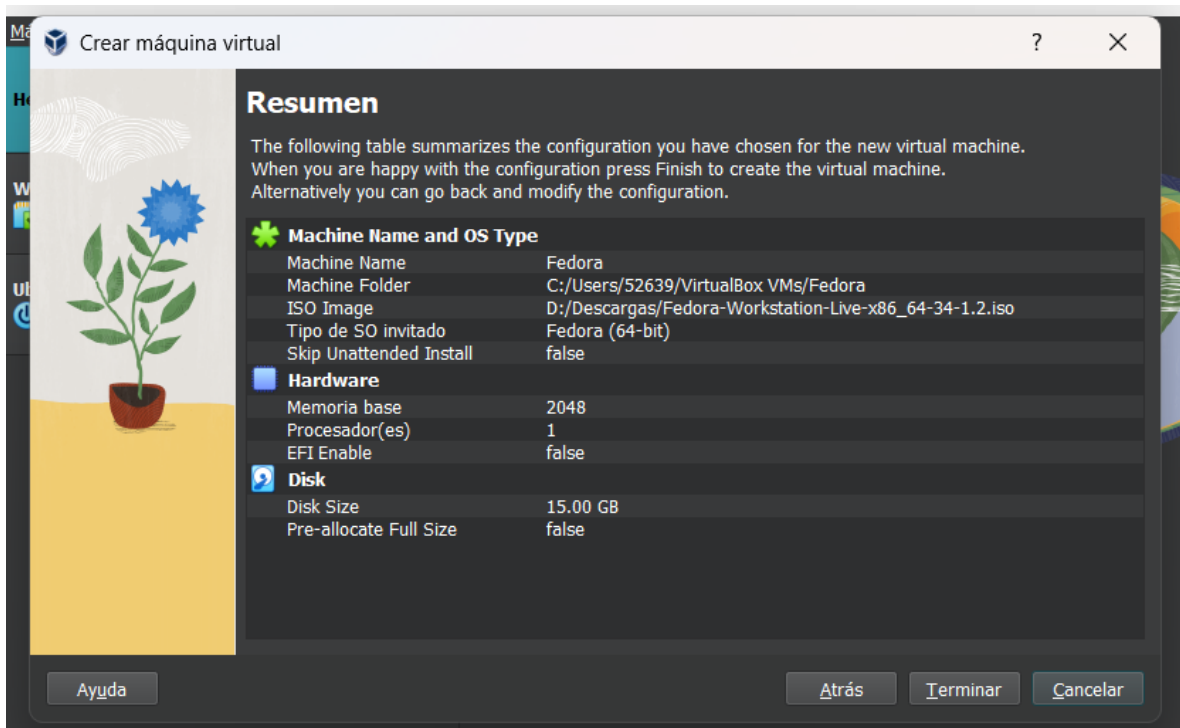 Má
Crear máquina virtual
?
Ho
W
Ub
Resumen
The following table summarizes the configuration you have chosen for the new virtual machine.
When you are happy with the configuration press Finish to create the virtual machine.
Alternatively you can go back and modify the configuration.
Machine Name and OS Type
Machine Name Fedora
Machine Folder C:/Users/52639/VirtualBox VMs/Fedora
ISO Image D:/Descargas/Fedora-Workstation-Live-x86_64-34-1.2.iso
Tipo de SO invitado Fedora (64-bit)
Skip Unattended Install false
Hardware
Memoria base 2048
Procesador(es) 1
EFI Enable false
Disk
Disk Size 15.00 GB
Pre-allocate Full Size false
Ayuda Atrás Terminar Cancelar